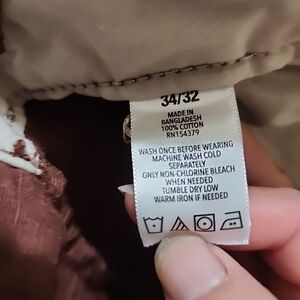 34/32
MADE IN
BANGLADESH
100% COTTON
RN154379
WASH ONCE BEFORE WEARING
MACHINE WASH COLD
SEPARATELY
ONLY NON-CHLORINE BLEACH
WHEN NEEDED
TUMBLE DRY LOW
WARM IRON IF NEEDED